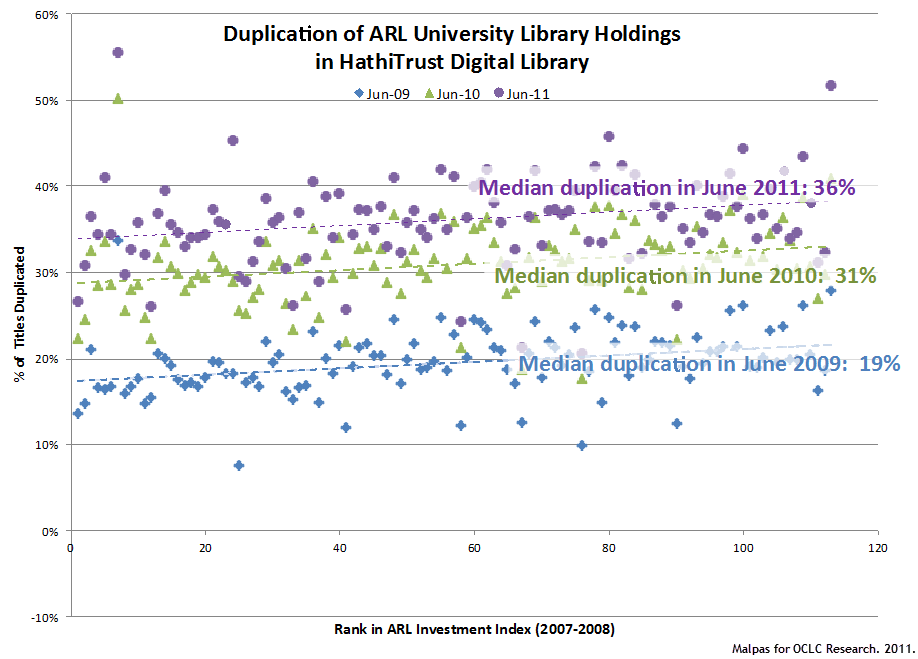 Duplication of ARL University Library Holdings
in HathiTrust Digital Library
Jun-09 Jun-10 Jun-11
60%
50%
40%
30%
20%
10%
0%
-10%
% of Titles Duplicated
Median duplication in June 2011: 36%
Median duplication in June 2010: 31%
Median duplication in June 2009: 19%
0 20 40 60 80 100 120
Rank in ARL Investment Index (2007-2008)
Malpas for OCLC Research. 2011.